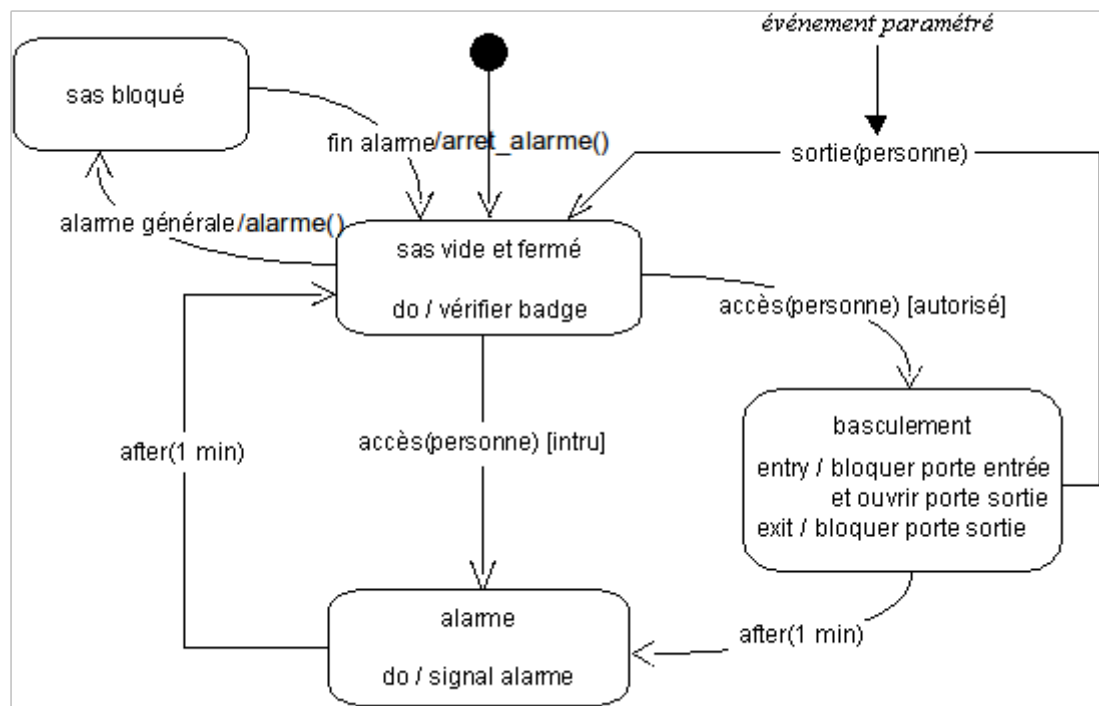 événement paramétré
sas bloqué
fin alarme/arret_alarme()
sortie(personne)
alarme générale/alarme()
sas vide et fermé
do / vérifier badge
accès(personne) [autorisé]
basculement
entry / bloquer porte entrée
et ouvrir porte sortie
exit / bloquer porte sortie
after(1 min)
accès(personne) [intru]
alarme
do / signal alarme
after(1 min)